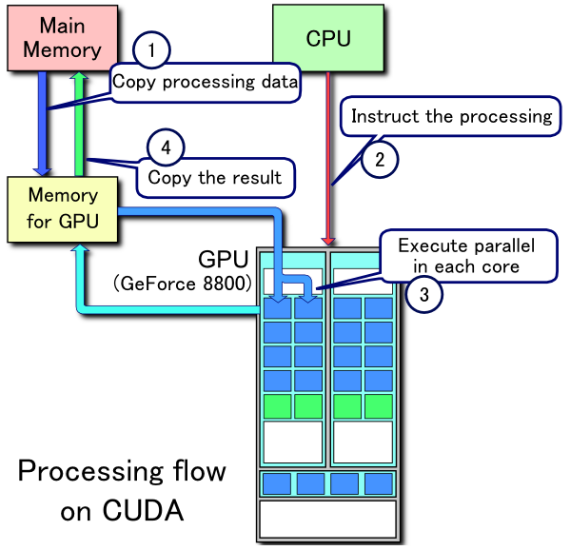 Main
Memory
CPU
1
Copy processing data
Instruct the processing
2
4
Copy the result
Memory
for GPU
GPU
(GeForce 8800)
Execute parallel
in each core
3
Processing flow
on CUDA